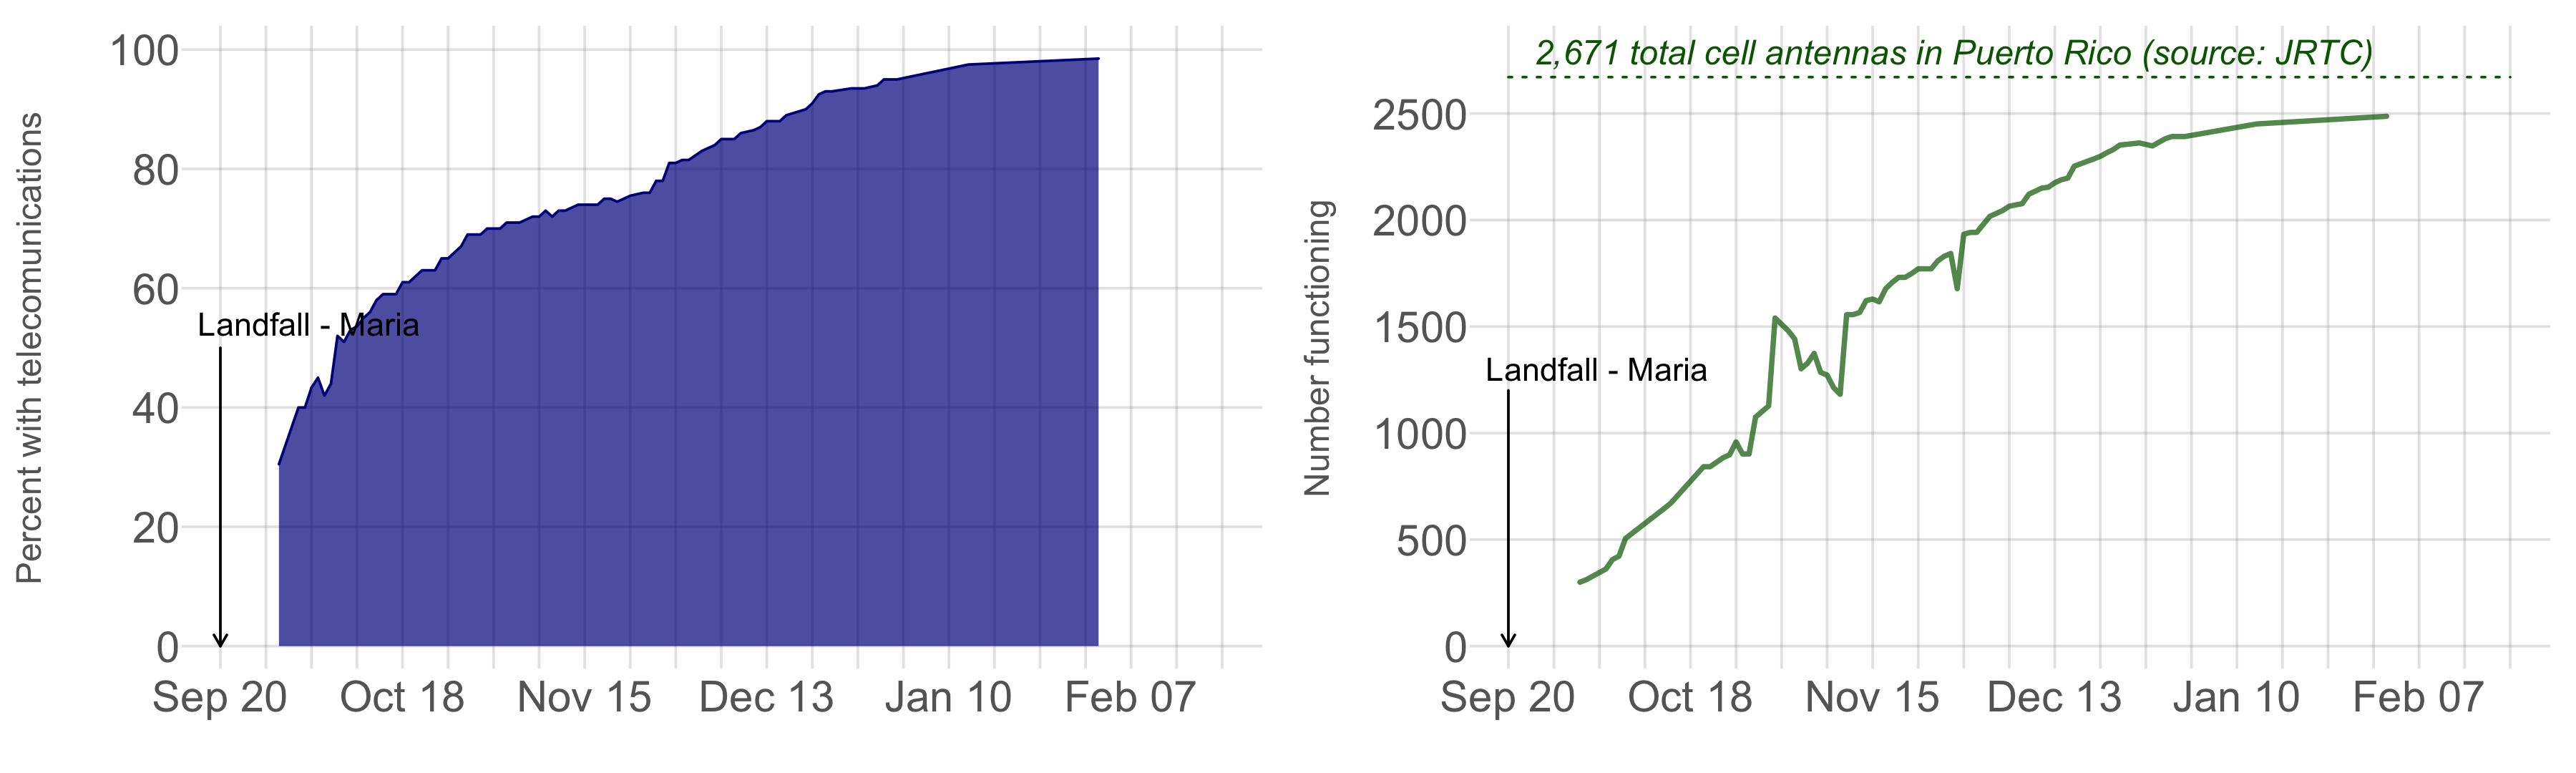 Percent with telecomunications
100
80
60
40
20
0
Landfall - Maria
Sep 20 Oct 18 Nov 15 Dec 13 Jan 10 Feb 07
Number functioning
2,671 total cell antennas in Puerto Rico (source: JRTC)
2500
2000
1500
1000
500
0
Landfall - Maria
Sep 20 Oct 18 Nov 15 Dec 13 Jan 10 Feb 07